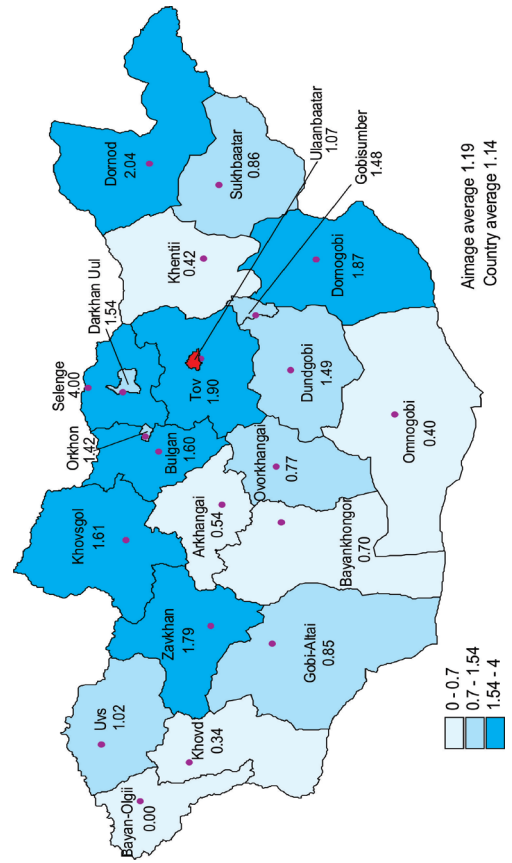 Bayan-Olgii
0.00
Uvs
1.02
Khovd
0.34
Zavkhan
1.79
Gobi-Altai
0.85
Khovsgol
1.61
Arkhangai
0.54
Bayankhongor
0.70
Orkhon
1.42
Bulgan
1.60
Ovorkhangai
0.77
Omnogobi
0.40
Selenge
4.00
Darkhan Uul
1.54
Tov
1.90
Dundgobi
1.49
Khentii
0.42
Dornod
2.04
Sukhbaatar
0.86
Dornogobi
1.87
Ulaanbaatar
1.07
Gobisumber
1.48
0 - 0.7
0.7 - 1.54
1.54 - 4
Aimage average 1.19
Country average 1.14